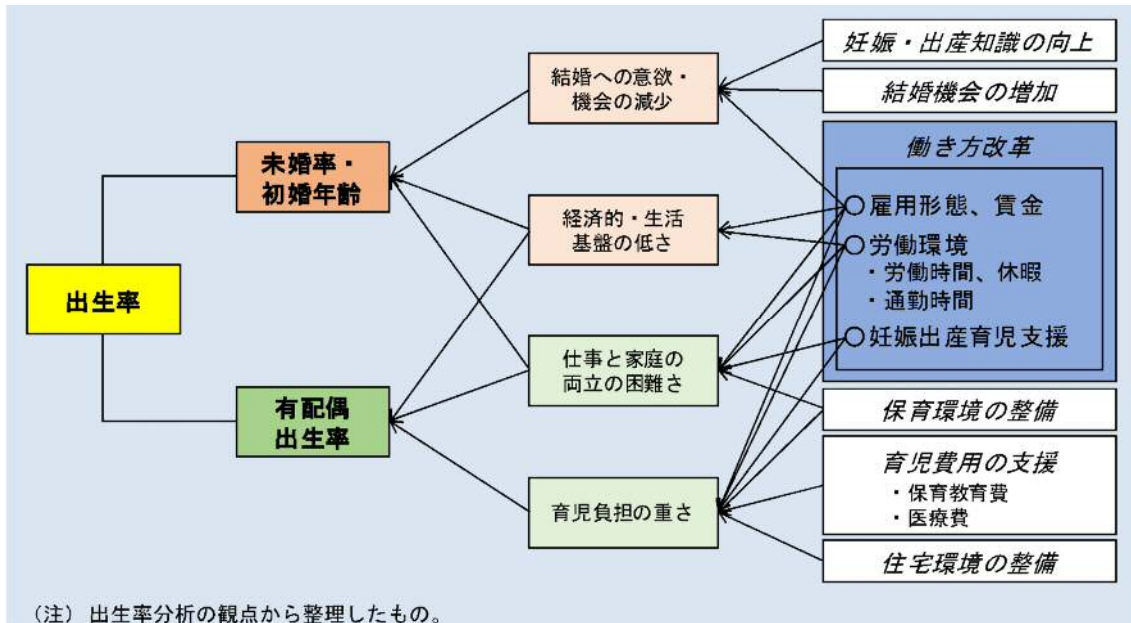 出生率
未婚率・
初婚年齢
有配偶
出生率
結婚への意欲・
機会の減少
経済的・生活
基盤の低さ
仕事と家庭の
両立の困難さ
育児負担の重さ
妊娠・出産知識の向上
結婚機会の増加
働き方改革
○雇用形態、賃金
○労働環境
・労働時間、休暇
・通勤時間
○妊娠出産育児支援
保育環境の整備
育児費用の支援
・保育教育費
・医療費
住宅環境の整備
（注） 出生率分析の観点から整理したもの。